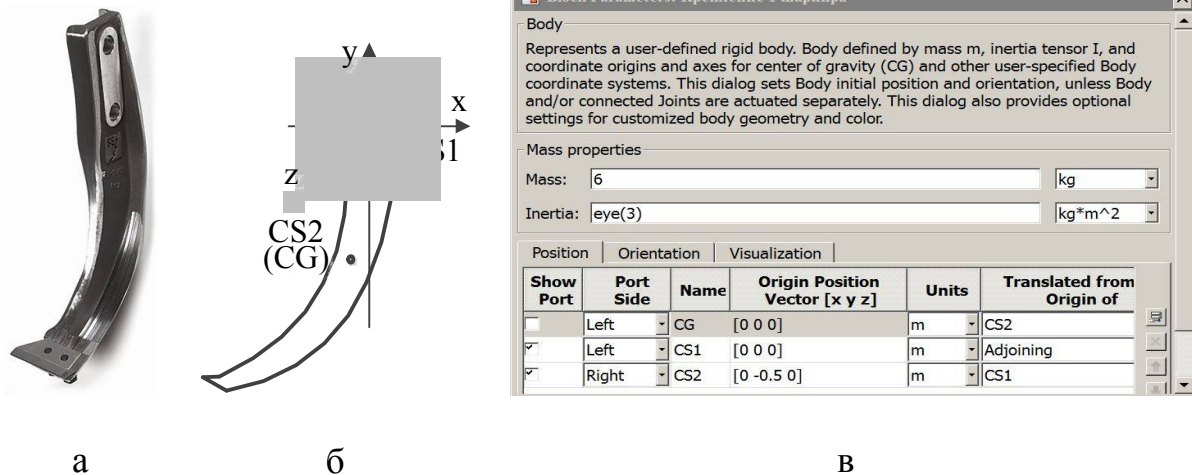 y
x
S1
z
CS2
(CG)
Body
Represents a user-defined rigid body. Body defined by mass m, inertia tensor I, and
coordinate origins and axes for center of gravity (CG) and other user-specified Body
coordinate systems. This dialog sets Body initial position and orientation, unless Body
and/or connected Joints are actuated separately. This dialog also provides optional
settings for customized body geometry and color.
Mass properties
Mass: 6 kg
Inertia: eye(3) kg*m^2
Position Orientation Visualization
Show Port Port Side Name Origin Position Vector [x y z] Units Translated from Origin of
Left CG [0 0 0] m CS2
Left CS1 [0 0 0] m Adjoining
Right CS2 [0 -0.5 0] m CS1
а б в